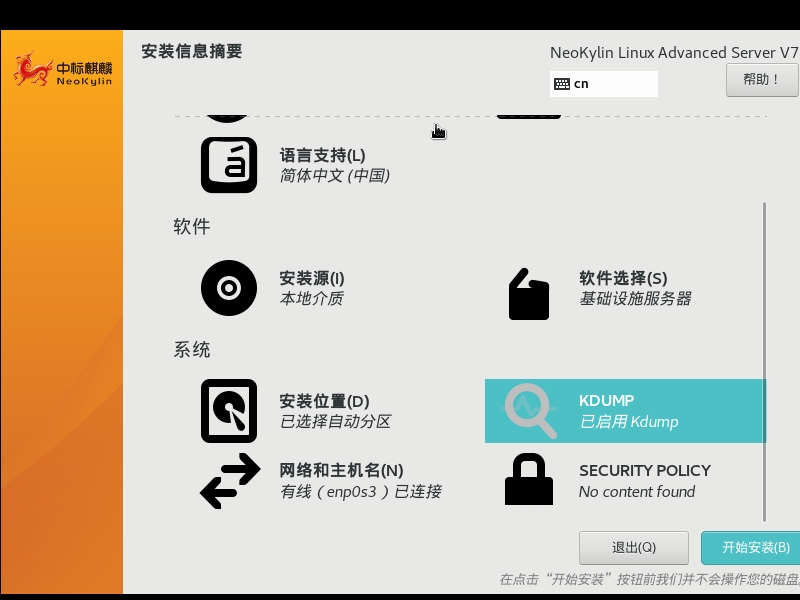 安装信息摘要
NeoKylin Linux Advanced Server V7
cn
帮助！
中标麒麟
NeoKylin
á
语言支持(L)
简体中文 (中国)
软件
安装源(I)
本地介质
软件选择(S)
基础设施服务器
系统
安装位置(D)
已选择自动分区
KDUMP
已启用 Kdump
网络和主机名(N)
有线（enp0s3）已连接
SECURITY POLICY
No content found
退出(Q)
开始安装(B)
在点击“开始安装”按钮前我们并不会操作您的磁盘